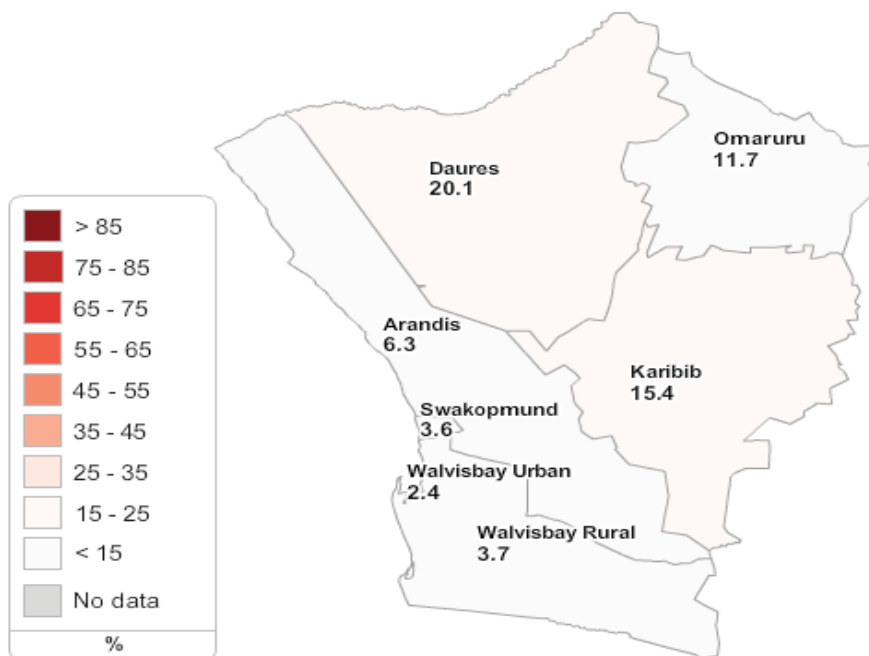 > 85
75 - 85
65 - 75
55 - 65
45 - 55
35 - 45
25 - 35
15 - 25
< 15
No data
%
Omaruru
11.7
Daures
20.1
Arandis
6.3
Karibib
15.4
Swakopmund
3.6
Walvisbay Urban
2.4
Walvisbay Rural
3.7